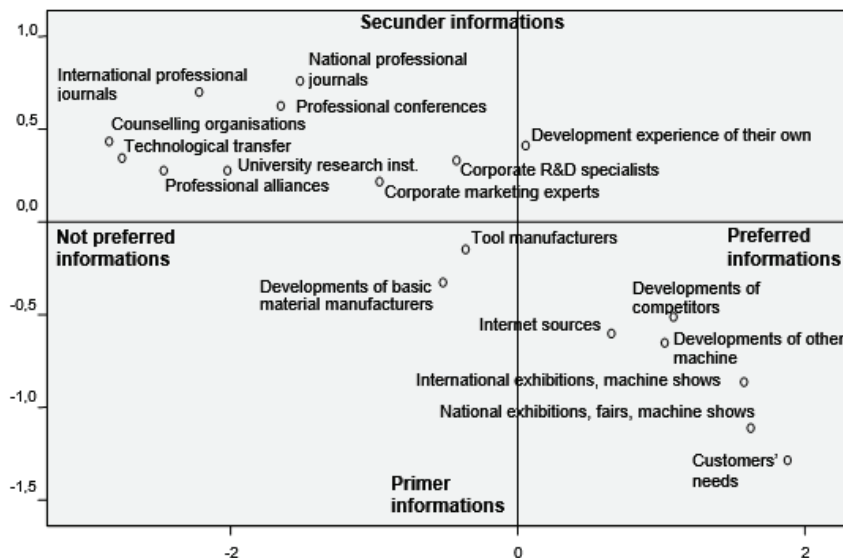 Secunder informations
1,0
National professional
journals
International professional
journals
Professional conferences
0,5
Counselling organisations
Technological transfer
Development experience of their own
University research inst.
Corporate R&D specialists
Professional alliances
Corporate marketing experts
0,0
Not preferred
informations
Tool manufacturers
Preferred
informations
Developments of basic
material manufacturers
Developments of
competitors
-0,5
Internet sources
Developments of other
machine
International exhibitions, machine shows
-1,0
National exhibitions, fairs, machine shows
Customers'
needs
Primer
informations
-1,5
-2
0
2